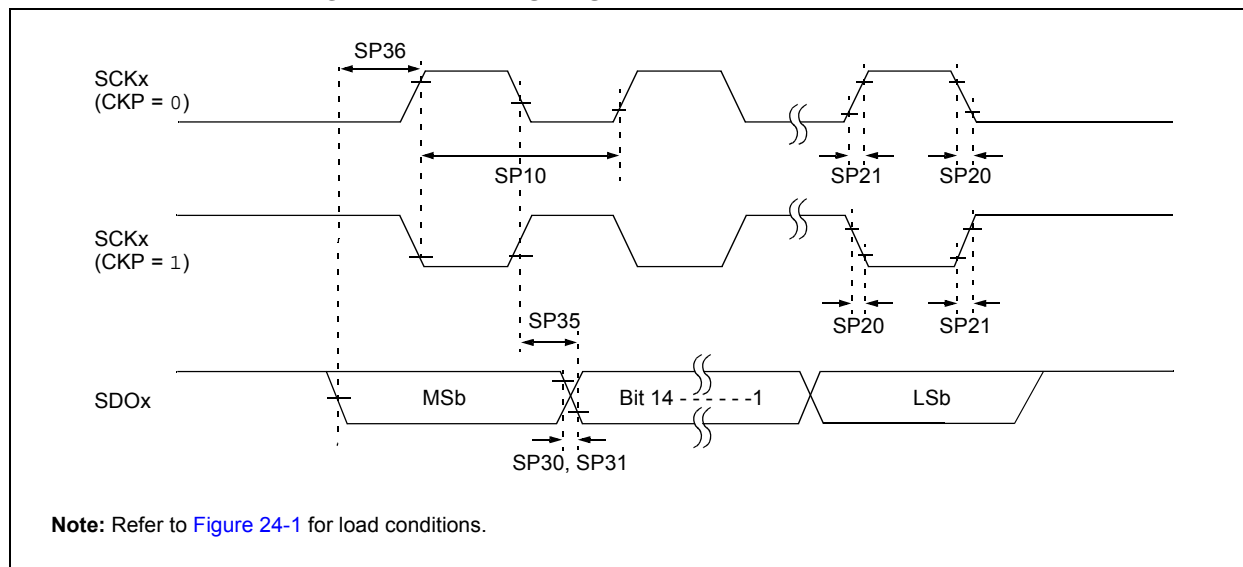 SP36
SCKx
(CKP = 0)
SP10
SP21
SP20
SCKx
(CKP = 1)
SP35
SP20
SP21
SDOx
MSb
Bit 14 - - - - - -1
LSb
SP30, SP31
Note: Refer to Figure 24-1 for load conditions.